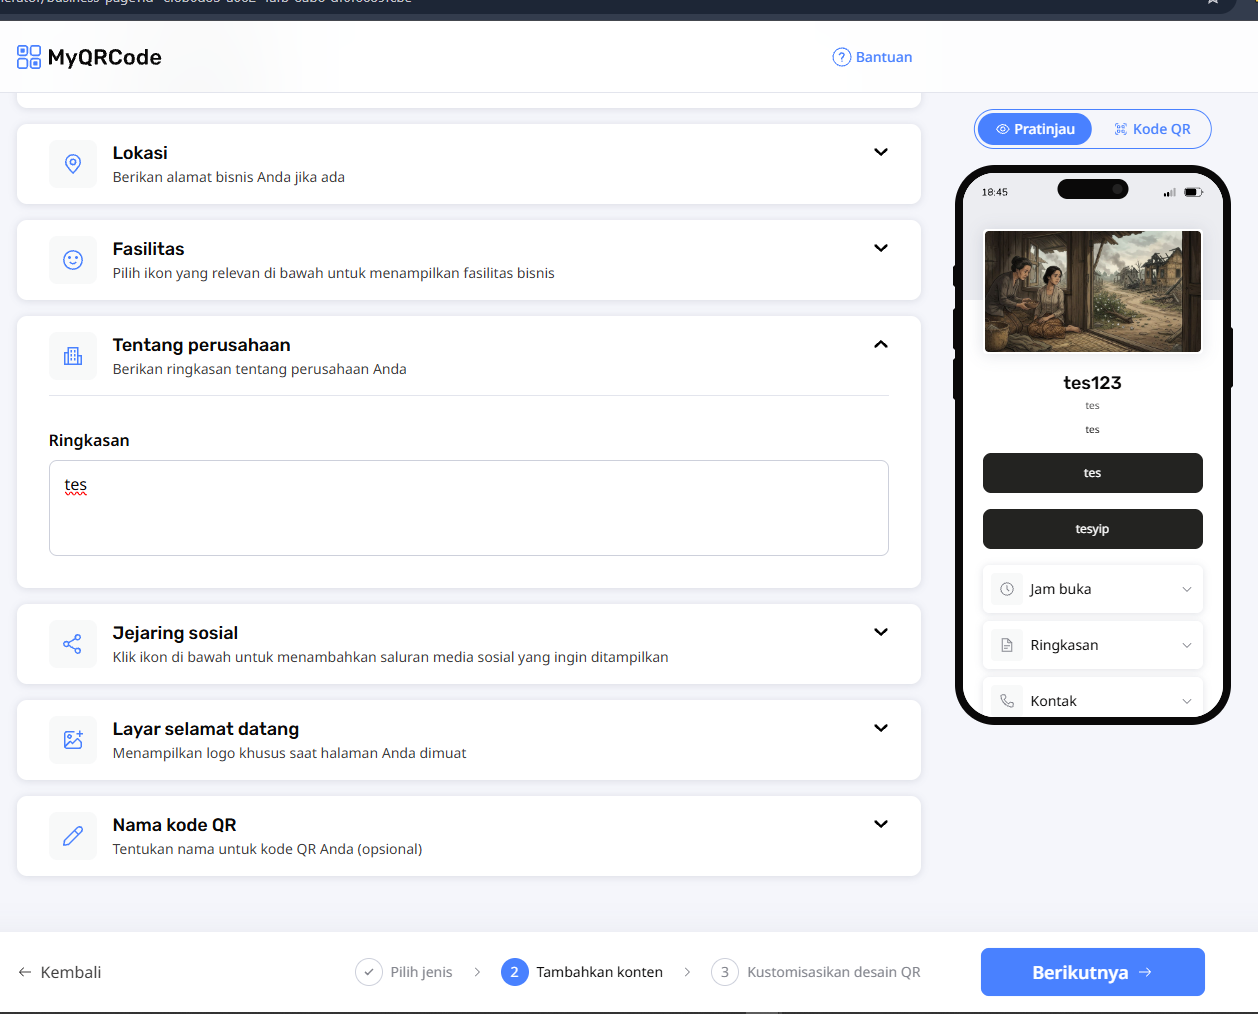 MyQRCode
Bantuan
Lokasi
Berikan alamat bisnis Anda jika ada
Fasilitas
Pilih ikon yang relevan di bawah untuk menampilkan fasilitas bisnis
Tentang perusahaan
Berikan ringkasan tentang perusahaan Anda
Ringkasan
tes
Jejaring sosial
Klik ikon di bawah untuk menambahkan saluran media sosial yang ingin ditampilkan
Layar selamat datang
Menampilkan logo khusus saat halaman Anda dimuat
Nama kode QR
Tentukan nama untuk kode QR Anda (opsional)
Pratinjau
Kode QR
18:45
tes123
tes
tes
tes
tesyip
Jam buka
Ringkasan
Kontak
Kembali
Pilih jenis
2 Tambahkan konten
3 Kustomisasikan desain QR
Berikutnya